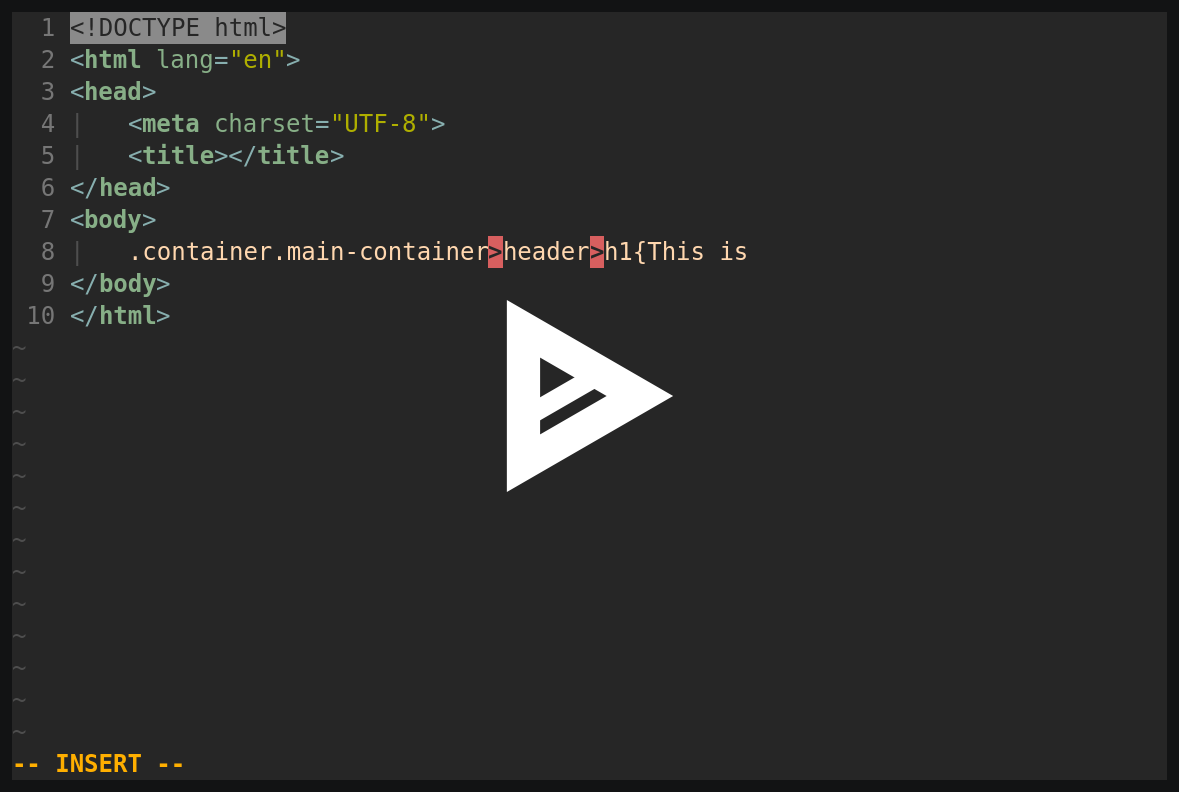 1 <!DOCTYPE html>
2 <html lang="en">
3 <head>
4 |   <meta charset="UTF-8">
5 |   <title></title>
6 </head>
7 <body>
8 |   .container.main-container>header>h1{This is
9 </body>
10 </html>
~
~
~
~
~
~
~
~
~
~
~
~
~
-- INSERT --